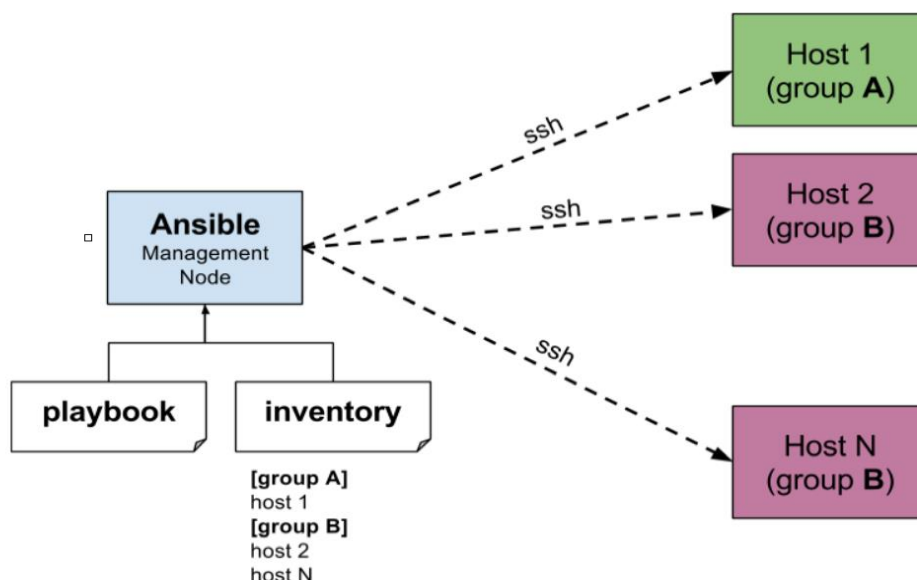 Host 1
(group A)
ssh
Host 2
(group B)
ssh
Ansible
Management
Node
ssh
playbook
inventory
Host N
(group B)
[group A]
host 1
[group B]
host 2
host N